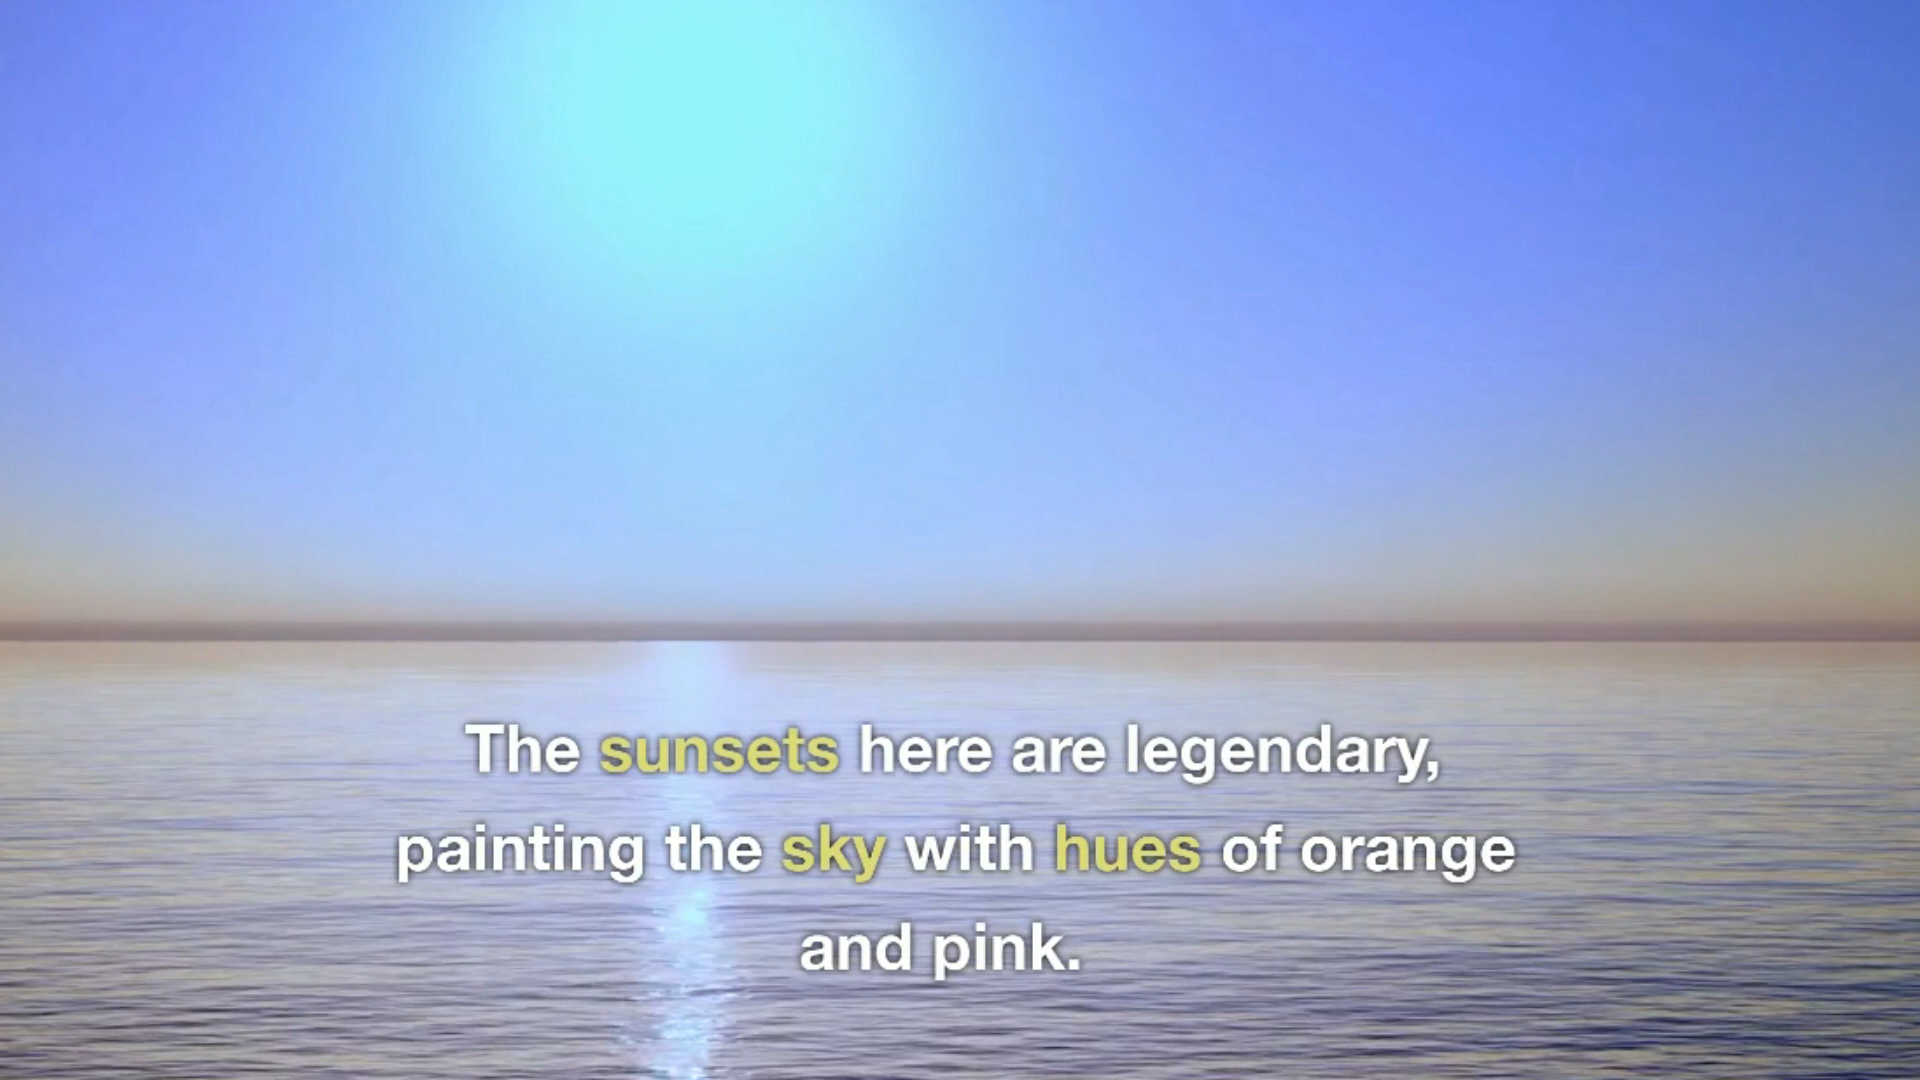 The sunsets here are legendary,
painting the sky with hues of orange
and pink.